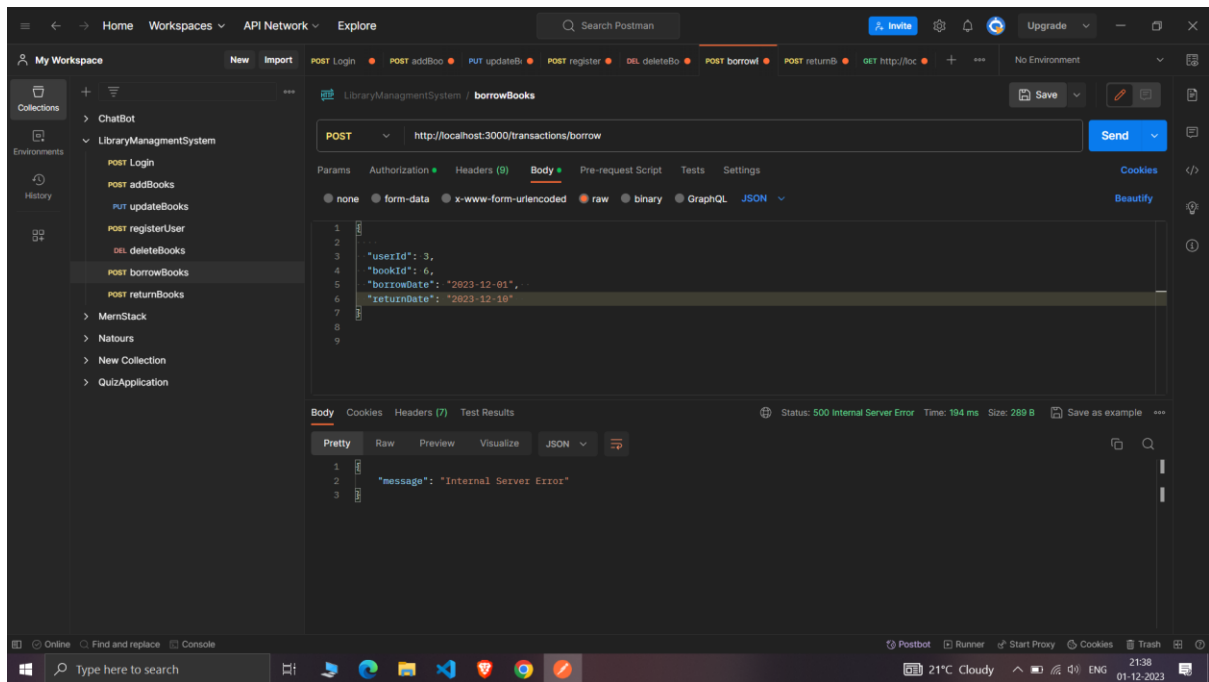 Home Workspaces API Network Explore Search Postman Invite Upgrade
My Workspace New Import POST Login POST addBoo PUT updateB POST register DEL deleteBo POST borrowl POST returnB GET http://loc No Environment
Collections
Environments
History
ChatBot
LibraryManagmentSystem
POST Login
POST addBooks
PUT updateBooks
POST registerUser
DEL deleteBooks
POST borrowBooks
POST returnBooks
MernStack
Natours
New Collection
QuizApplication
HTTP LibraryManagmentSystem / borrowBooks Save
POST http://localhost:3000/transactions/borrow Send
Params Authorization Headers (9) Body Pre-request Script Tests Settings Cookies
none form-data x-www-form-urlencoded raw binary GraphQL JSON Beautify
1 {
2
3 "userId": 3,
4 "bookId": 6,
5 "borrowDate": "2023-12-01",
6 "returnDate": "2023-12-10"
7 }
8
9
Body Cookies Headers (7) Test Results Status: 500 Internal Server Error Time: 194 ms Size: 289 B Save as example
Pretty Raw Preview Visualize JSON
1 {
2 "message": "Internal Server Error"
3 }
Online Find and replace Console Postbot Runner Start Proxy Cookies Trash
Type here to search 21°C Cloudy ENG 21:38
01-12-2023